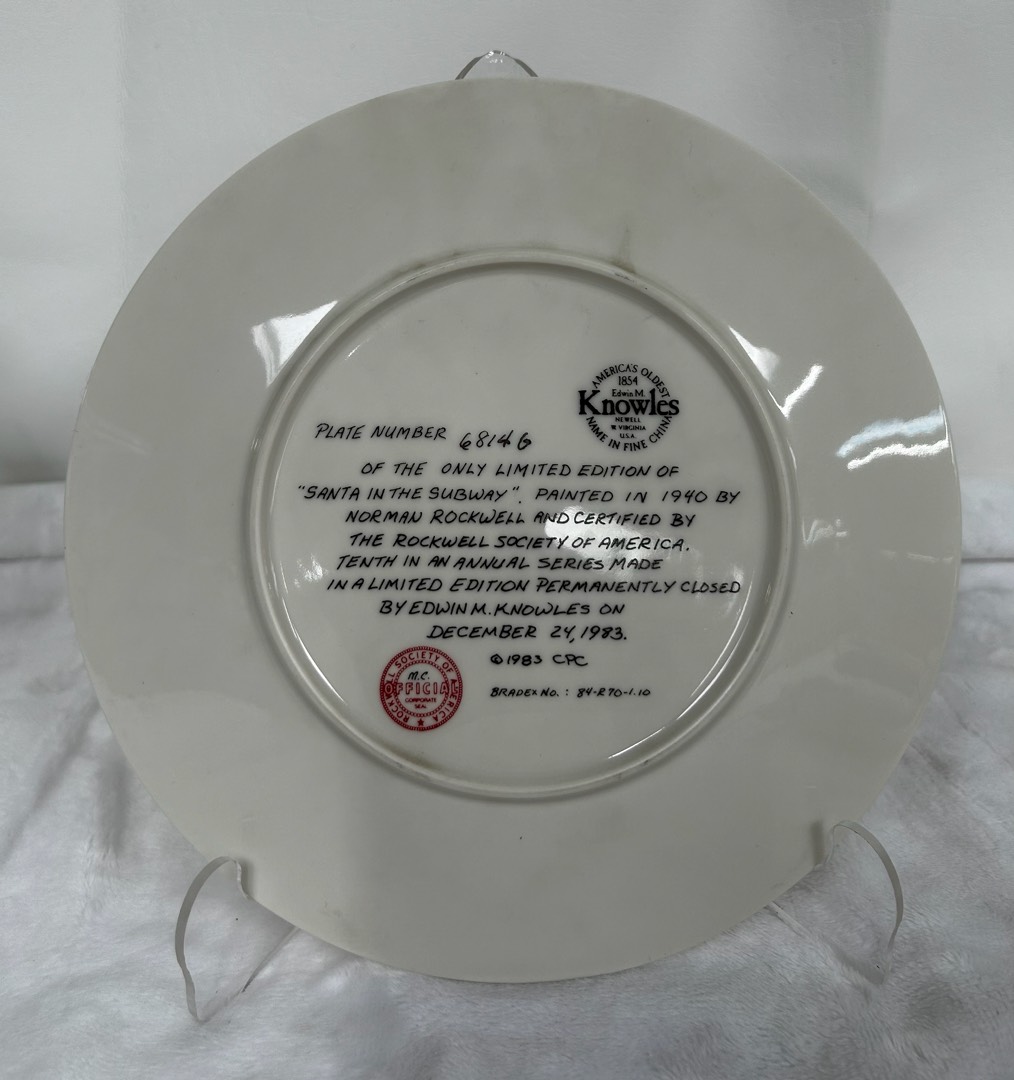 AMERICA'S OLDEST
1854
Edwin M.
Knowles
NEWELL
W VIRGINIA
U.S.A.
NAME IN FINE CHINA
PLATE NUMBER 6814G
OF THE ONLY LIMITED EDITION OF
"SANTA IN THE SUBWAY". PAINTED IN 1940 BY
NORMAN ROCKWELL AND CERTIFIED BY
THE ROCKWELL SOCIETY OF AMERICA.
TENTH IN AN ANNUAL SERIES MADE
IN A LIMITED EDITION PERMANENTLY CLOSED
BY EDWIN M. KNOWLES ON
DECEMBER 24, 1983.
©1983 CPC
BRADEX NO.: 84-R70-1.10
ROCKWELL SOCIETY OF AMERICA
M.C.
OFFICIAL
CORPORATE
SEAL